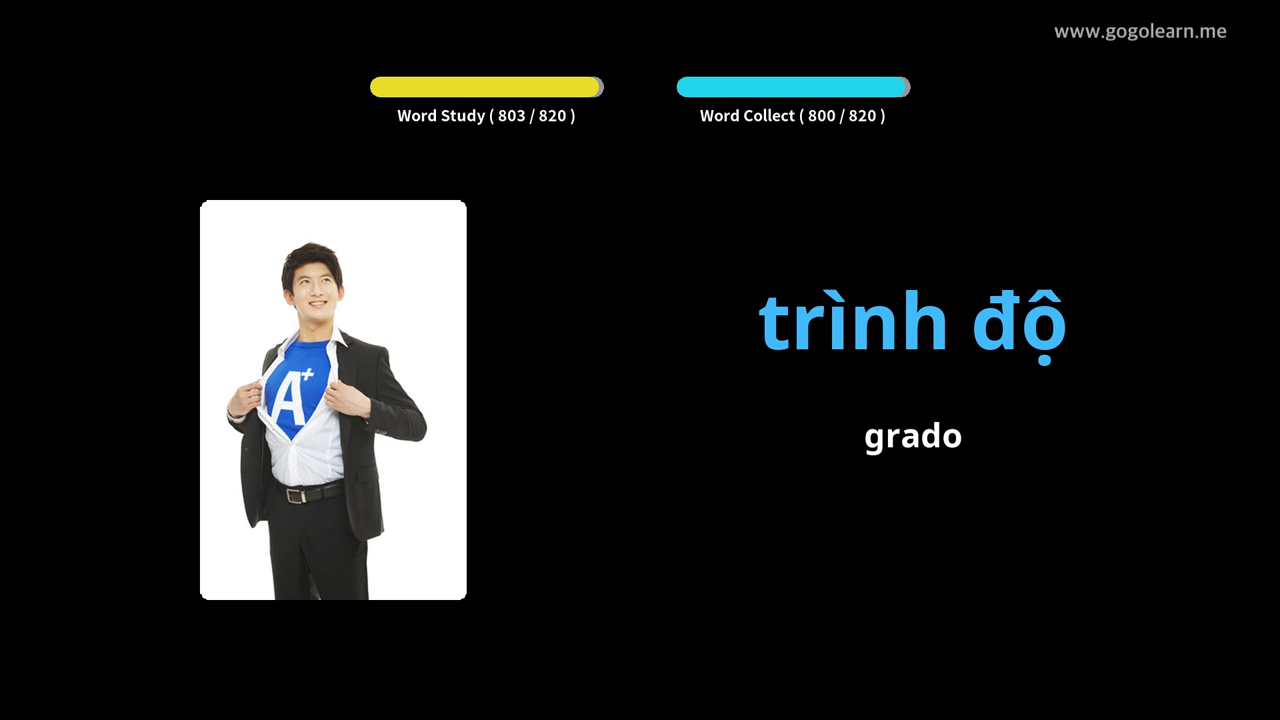 www.gogolearn.me
Word Study ( 803 / 820 )
Word Collect ( 800 / 820 )
A+
trình độ
grado